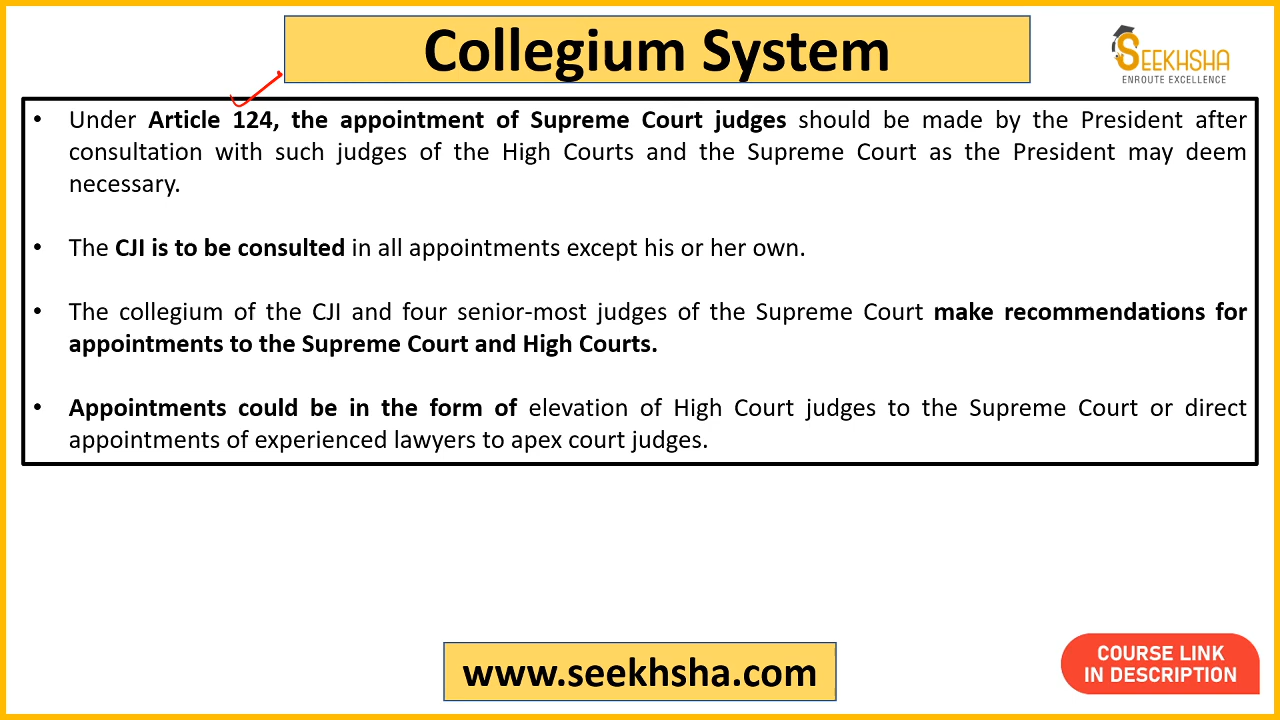 Collegium System
SEEKHSHA
ENROUTE EXCELLENCE
• Under Article 124, the appointment of Supreme Court judges should be made by the President after
consultation with such judges of the High Courts and the Supreme Court as the President may deem
necessary.
• The CJI is to be consulted in all appointments except his or her own.
• The collegium of the CJI and four senior-most judges of the Supreme Court make recommendations for
appointments to the Supreme Court and High Courts.
• Appointments could be in the form of elevation of High Court judges to the Supreme Court or direct
appointments of experienced lawyers to apex court judges.
www.seekhsha.com
COURSE LINK
IN DESCRIPTION